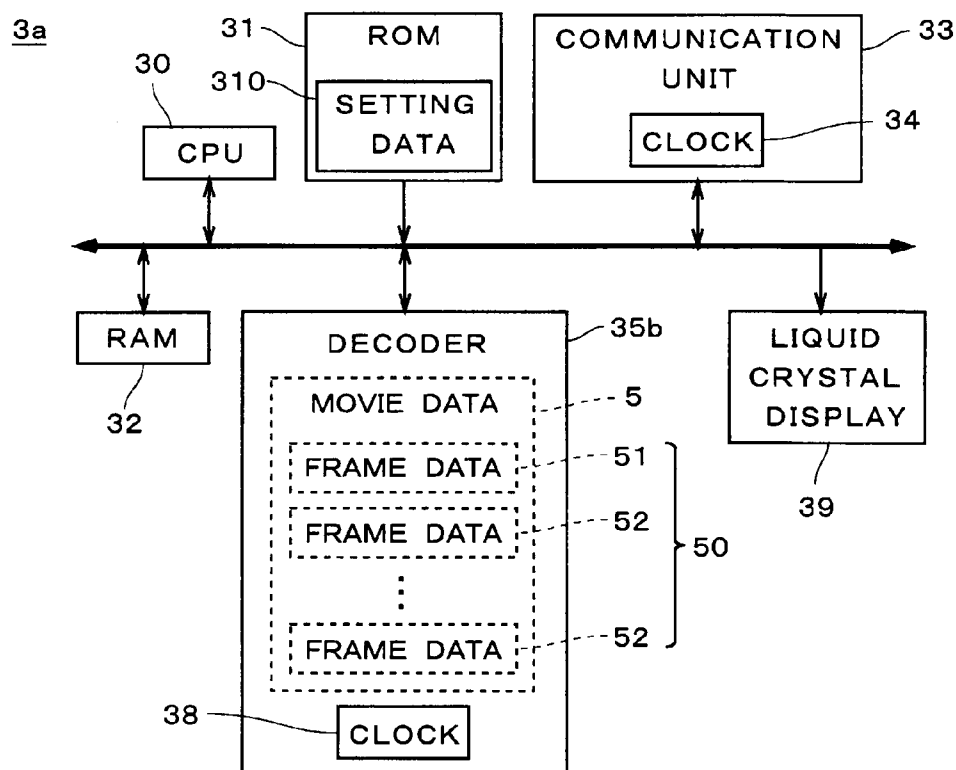 3a
31
ROM
310
SETTING
DATA
30
CPU
COMMUNICATION
UNIT
33
CLOCK
34
RAM
32
DECODER
35b
MOVIE DATA
5
FRAME DATA
51
FRAME DATA
52
50
FRAME DATA
52
38
CLOCK
LIQUID
CRYSTAL
DISPLAY
39